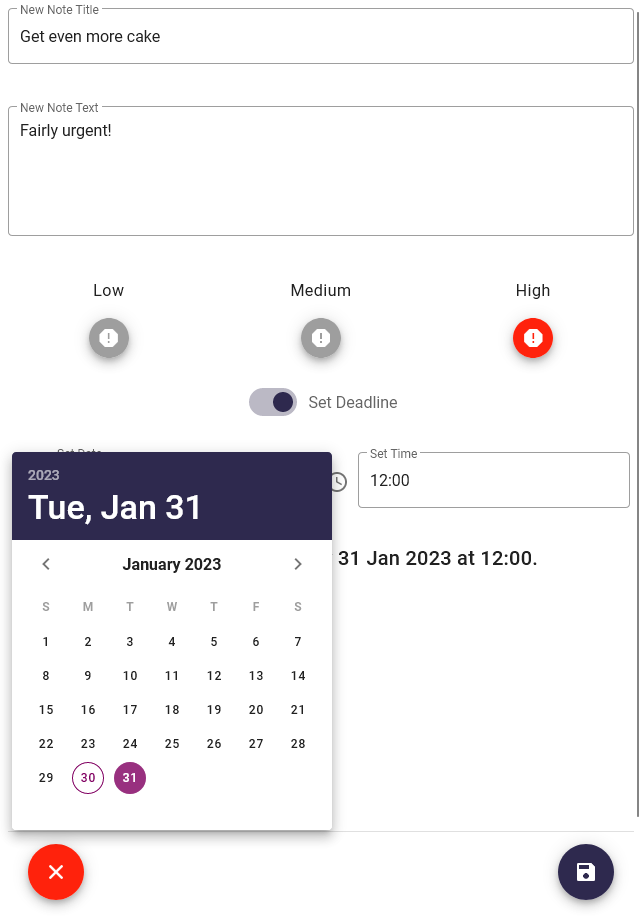 New Note Title
Get even more cake
New Note Text
Fairly urgent!
Low Medium High
Set Deadline
Set Time
12:00
2023
Tue, Jan 31
31 Jan 2023 at 12:00.
January 2023
S M T W T F S
1 2 3 4 5 6 7
8 9 10 11 12 13 14
15 16 17 18 19 20 21
22 23 24 25 26 27 28
29 30 31